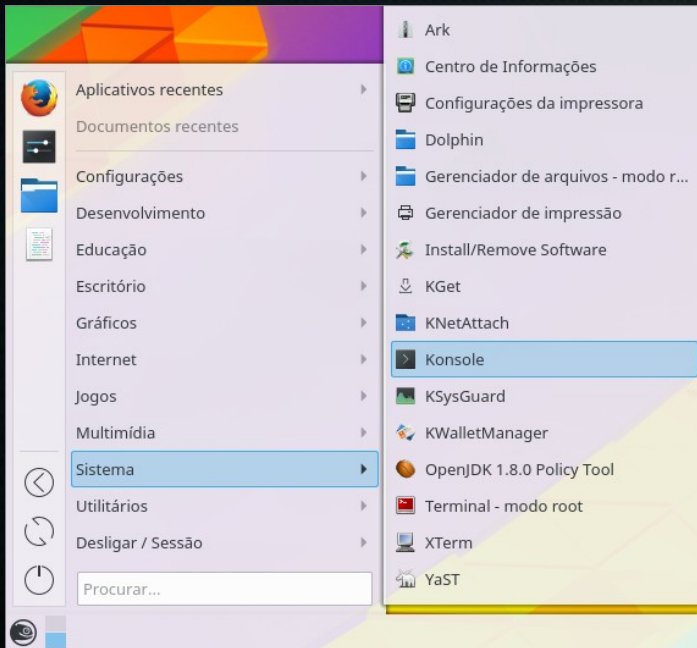 Aplicativos recentes
Documentos recentes
Configurações
Desenvolvimento
Educação
Escritório
Gráficos
Internet
Jogos
Multimídia
Sistema
Utilitários
Desligar / Sessão
Procurar...
Ark
Centro de Informações
Configurações da impressora
Dolphin
Gerenciador de arquivos - modo r...
Gerenciador de impressão
Install/Remove Software
KGet
KNetAttach
Konsole
KSysGuard
KWalletManager
OpenJDK 1.8.0 Policy Tool
Terminal - modo root
XTerm
YaST